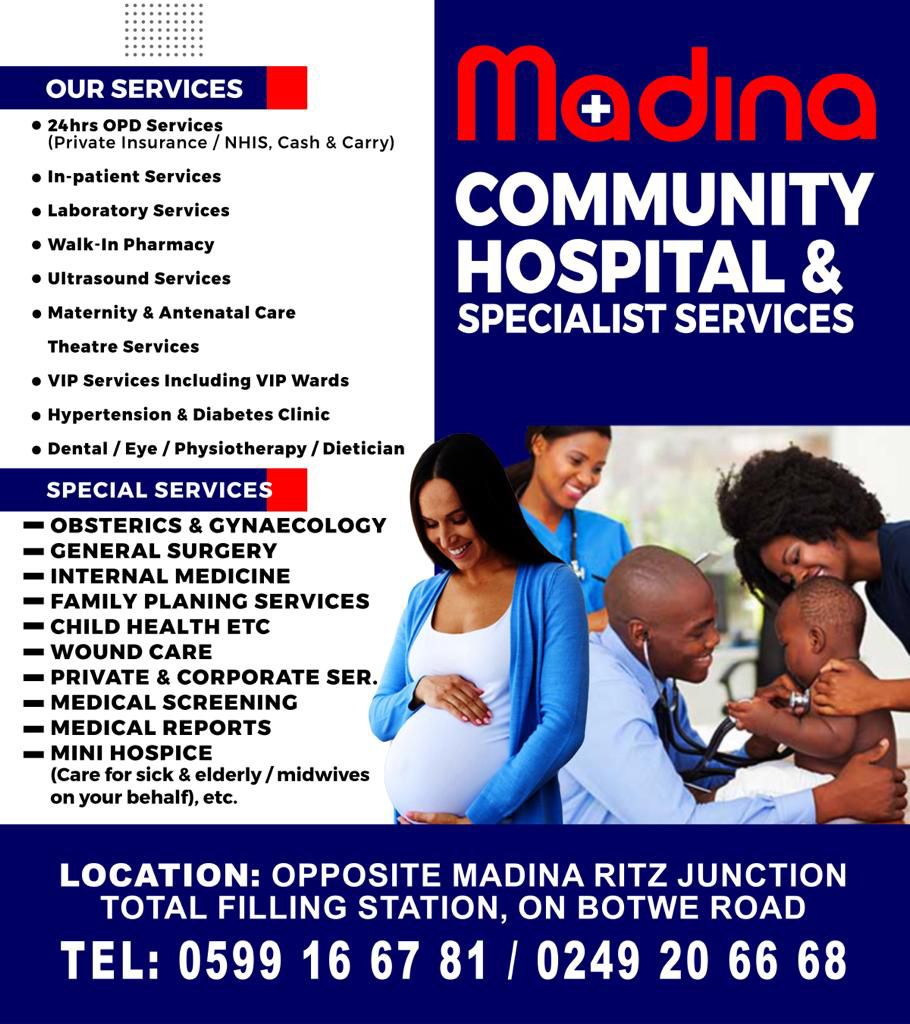 OUR SERVICES
• 24hrs OPD Services
(Private Insurance / NHIS, Cash & Carry)
• In-patient Services
• Laboratory Services
• Walk-In Pharmacy
• Ultrasound Services
• Maternity & Antenatal Care
Theatre Services
• VIP Services Including VIP Wards
• Hypertension & Diabetes Clinic
• Dental / Eye / Physiotherapy / Dietician
SPECIAL SERVICES
– OBSTERICS & GYNAECOLOGY
– GENERAL SURGERY
– INTERNAL MEDICINE
– FAMILY PLANING SERVICES
– CHILD HEALTH ETC
– WOUND CARE
– PRIVATE & CORPORATE SER.
– MEDICAL SCREENING
– MEDICAL REPORTS
– MINI HOSPICE
(Care for sick & elderly / midwives
on your behalf), etc.
Madina
COMMUNITY
HOSPITAL &
SPECIALIST SERVICES
LOCATION: OPPOSITE MADINA RITZ JUNCTION
TOTAL FILLING STATION, ON BOTWE ROAD
TEL: 0599 16 67 81 / 0249 20 66 68